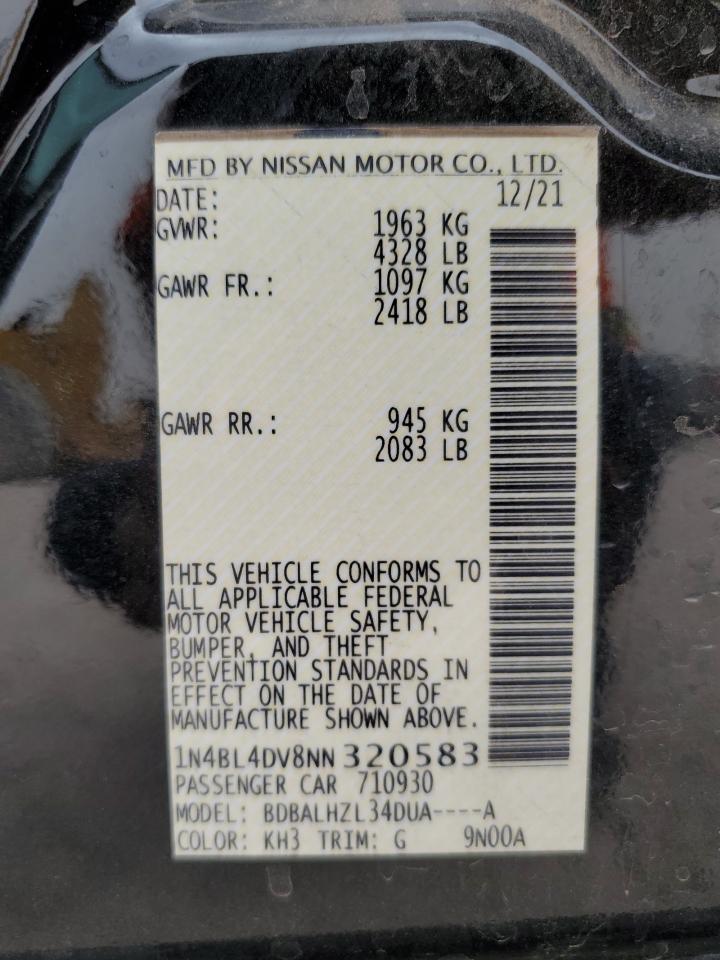 MFD BY NISSAN MOTOR CO., LTD.
DATE: 12/21
GVWR: 1963 KG
4328 LB
GAWR FR.: 1097 KG
2418 LB
GAWR RR.: 945 KG
2083 LB
THIS VEHICLE CONFORMS TO
ALL APPLICABLE FEDERAL
MOTOR VEHICLE SAFETY,
BUMPER, AND THEFT
PREVENTION STANDARDS IN
EFFECT ON THE DATE OF
MANUFACTURE SHOWN ABOVE.
1N4BL4DV8NN320583
PASSENGER CAR 710930
MODEL: BDBALHZL34DUA----A
COLOR: KH3 TRIM: G 9N00A